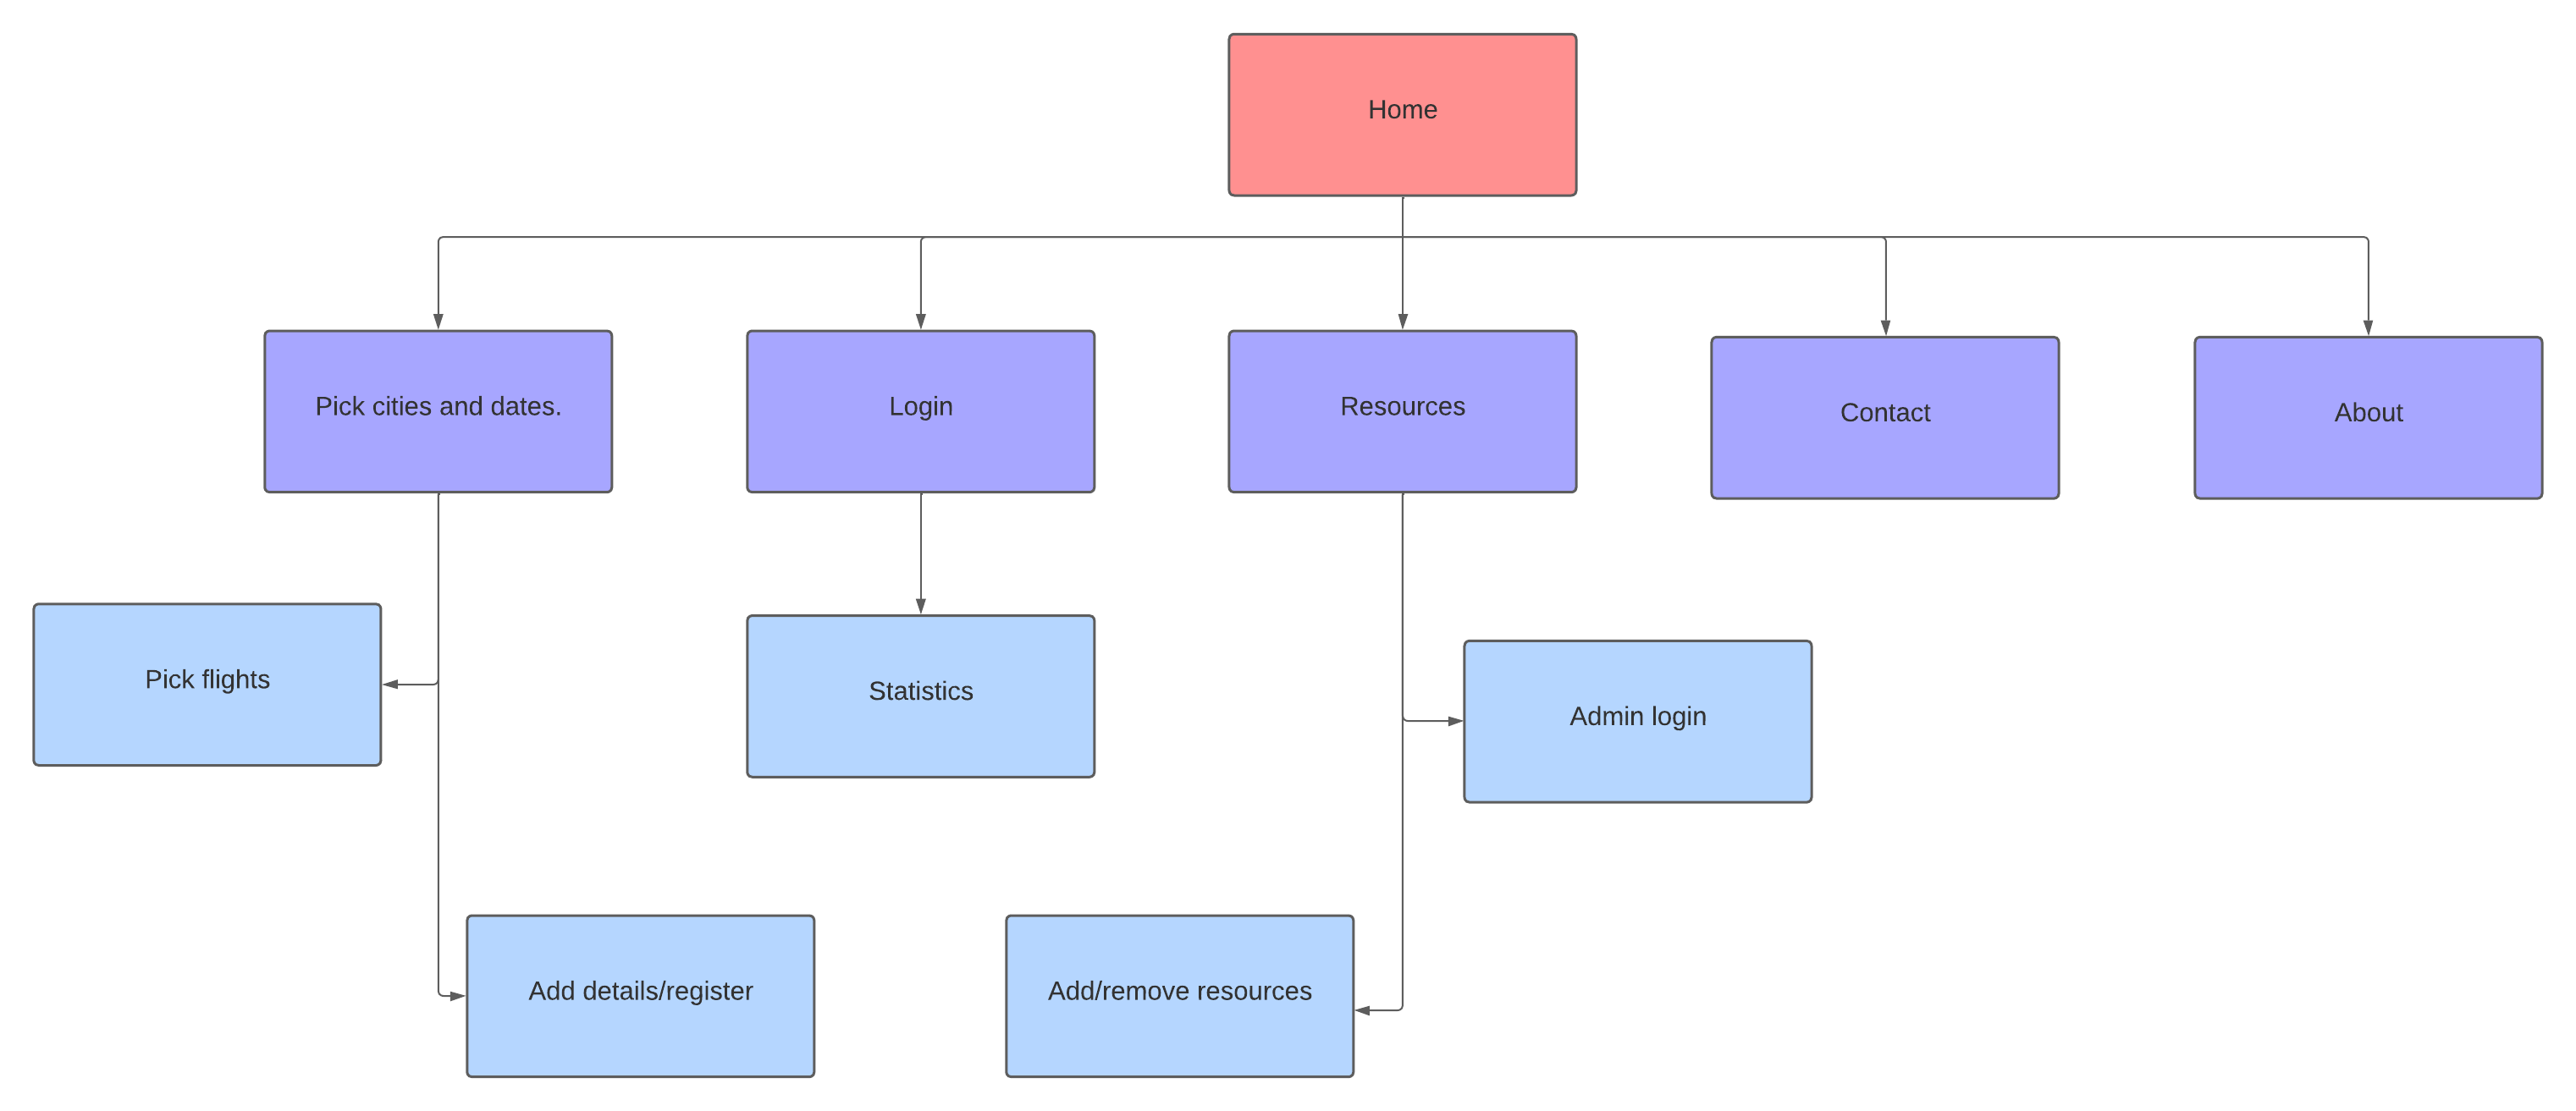 Home
Pick cities and dates.
Login
Resources
Contact
About
Pick flights
Statistics
Admin login
Add details/register
Add/remove resources